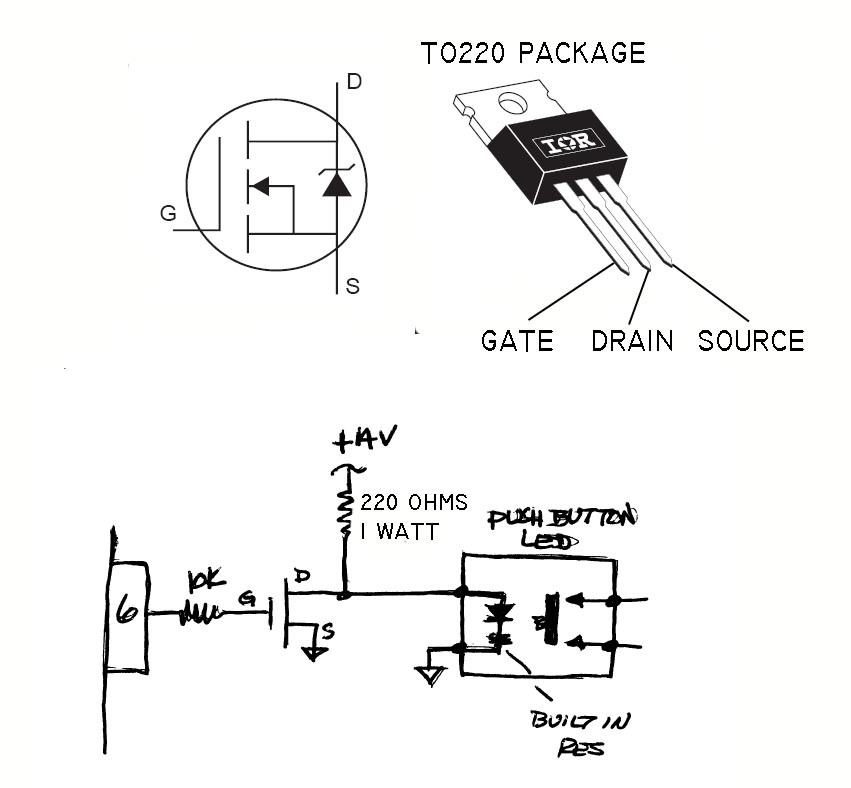 TO220 PACKAGE
D
IOR
G
S
GATE DRAIN SOURCE
+14V
220 OHMS
1 WATT
PUSH BUTTON
LED
10K
6
G
D
S
BUILT IN
RES